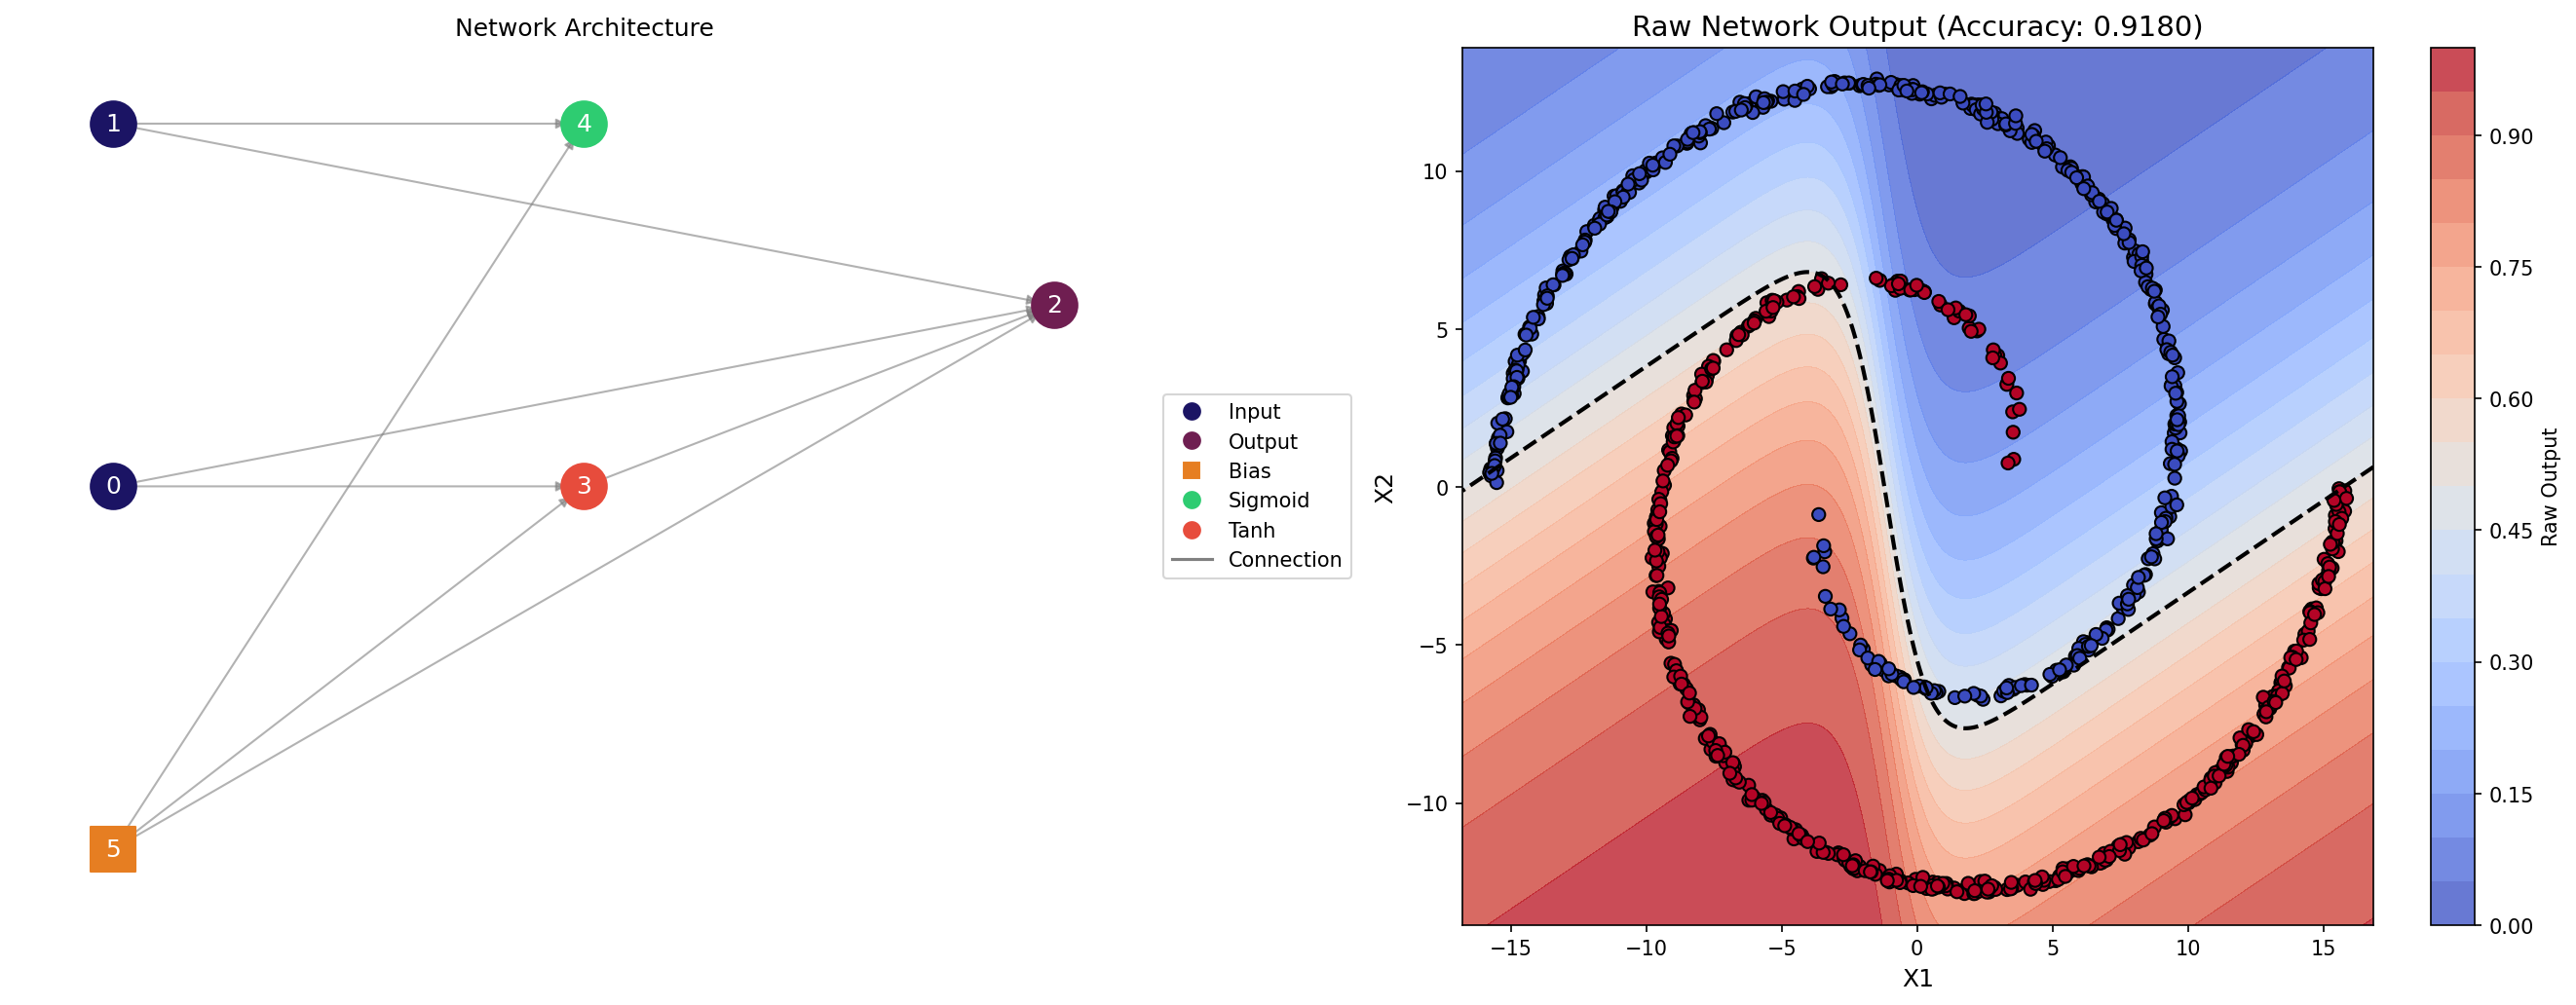 Network Architecture
1
4
2
0
3
5
Input
Output
Bias
Sigmoid
Tanh
Connection
Raw Network Output (Accuracy: 0.9180)
10
5
0
−5
−10
X2
−15
−10
−5
0
5
10
15
X1
0.90
0.75
0.60
0.45
0.30
0.15
0.00
Raw Output